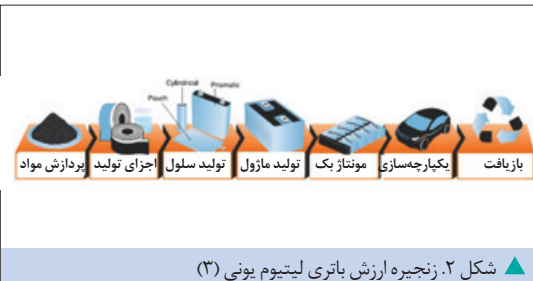 Cylindrical
Prismatic
Pouch
پردازش مواد
اجزای تولید
تولید سلول
تولید ماژول
مونتاژ بک
یکپارچه‌سازی
بازیافت
شکل ۲. زنجیره ارزش باتری لیتیوم یونی (۳)